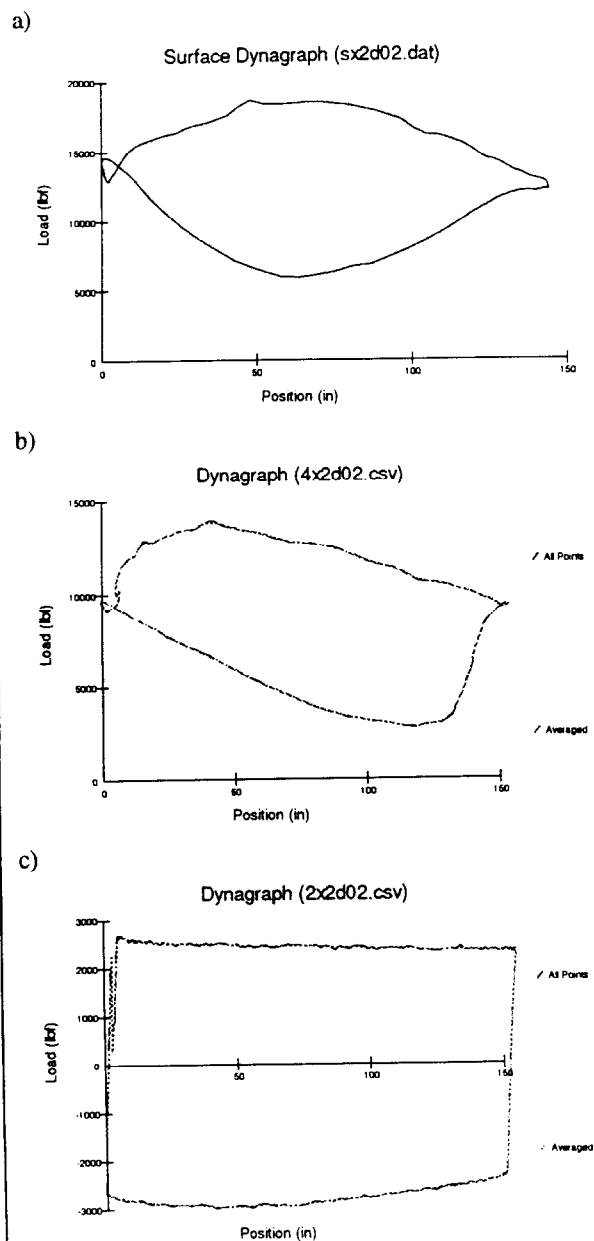 a)
Surface Dynagraph (sx2d02.dat)
20000
15000
10000
5000
0
Load (lbf)
0 50 100 150
Position (in)
b)
Dynagraph (4x2d02.csv)
15000
10000
5000
0
Load (lbf)
All Points
Averaged
0 50 100 150
Position (in)
c)
Dynagraph (2x2d02.csv)
3000
2000
1000
0
-1000
-2000
-3000
Load (lbf)
50 100 150
All Points
Averaged
Position (in)